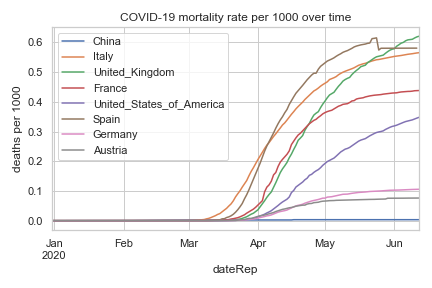 COVID-19 mortality rate per 1000 over time
deaths per 1000
0.6
0.5
0.4
0.3
0.2
0.1
0.0
China
Italy
United_Kingdom
France
United_States_of_America
Spain
Germany
Austria
Jan Feb Mar Apr May Jun
2020
dateRep